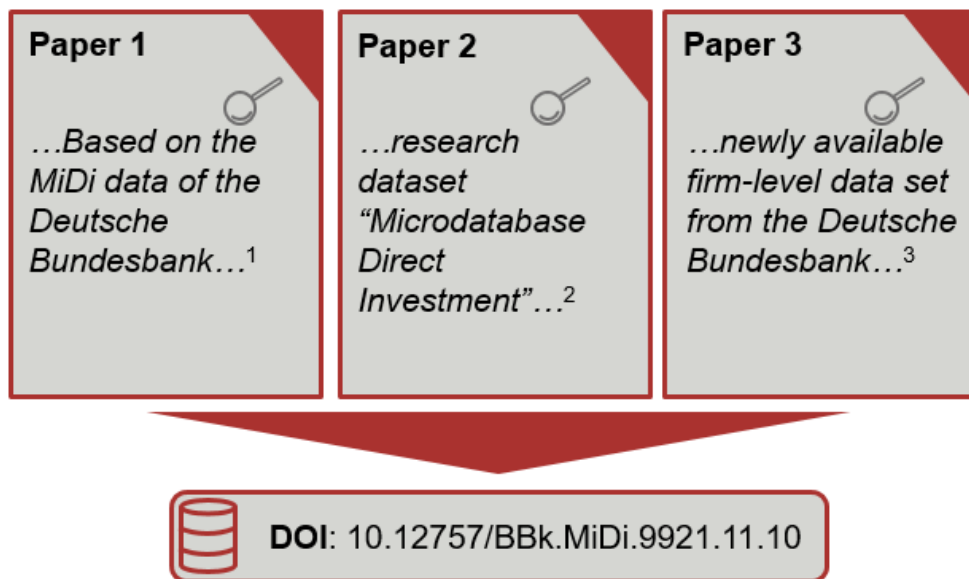 Paper 1
…Based on the
MiDi data of the
Deutsche
Bundesbank…¹
Paper 2
…research
dataset
“Microdatabase
Direct
Investment”…²
Paper 3
…newly available
firm-level data set
from the Deutsche
Bundesbank…³
DOI: 10.12757/BBk.MiDi.9921.11.10